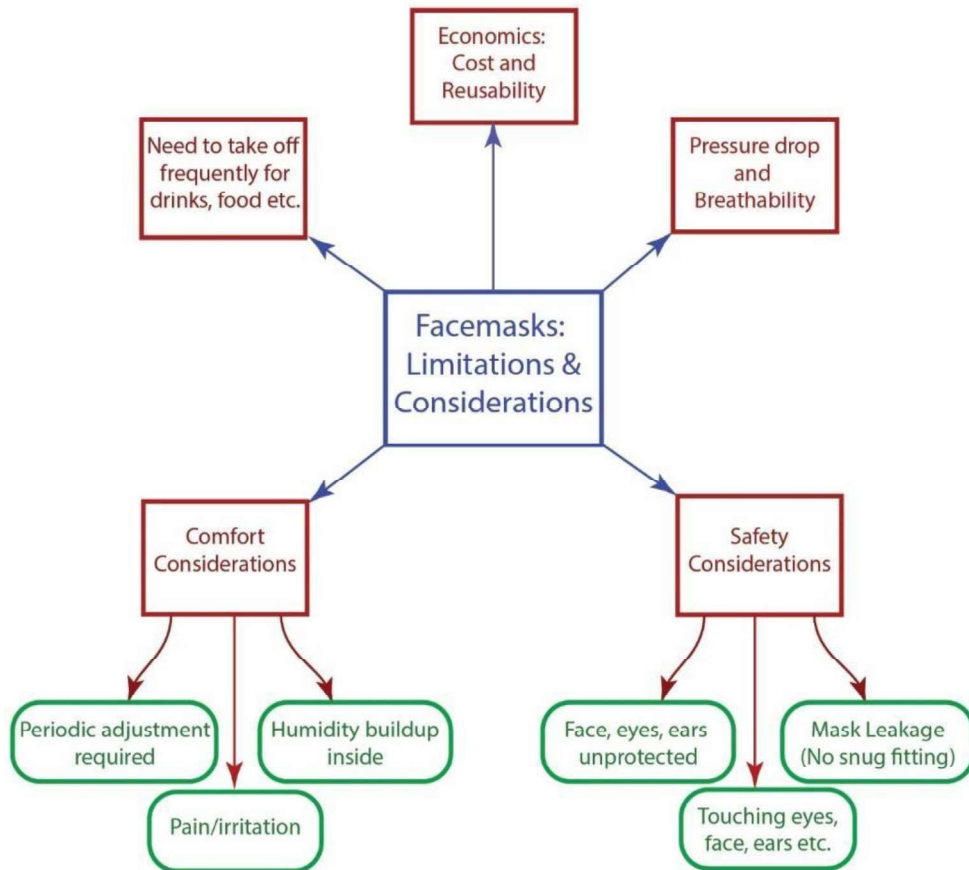 Economics:
Cost and
Reusability
Need to take off
frequently for
drinks, food etc.
Pressure drop
and
Breathability
Facemasks:
Limitations &
Considerations
Comfort
Considerations
Safety
Considerations
Periodic adjustment
required
Humidity buildup
inside
Pain/irritation
Face, eyes, ears
unprotected
Mask Leakage
(No snug fitting)
Touching eyes,
face, ears etc.